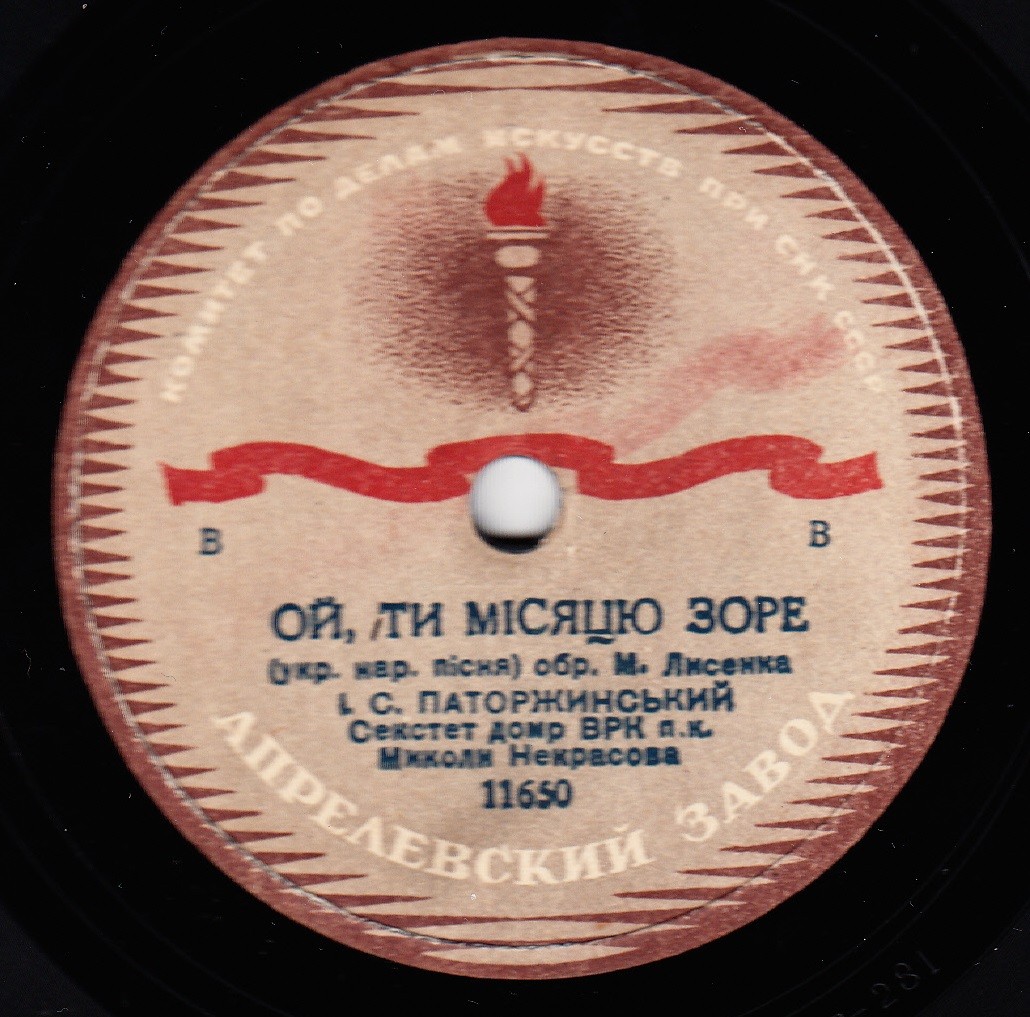 КОМИТЕТ ПО ДЕЛАМ ИСКУССТВ ПРИ СНК СССР
В В
ОЙ, ТИ МІСЯЦЮ ЗОРЕ
(укр. нар. пісня) обр. М. Лисенка
І. С. ПАТОРЖИНСЬКИЙ
Секстет домр ВРК п.к.
Миколи Некрасова
11650
АПРЕЛЕВСКИЙ ЗАВОД
281